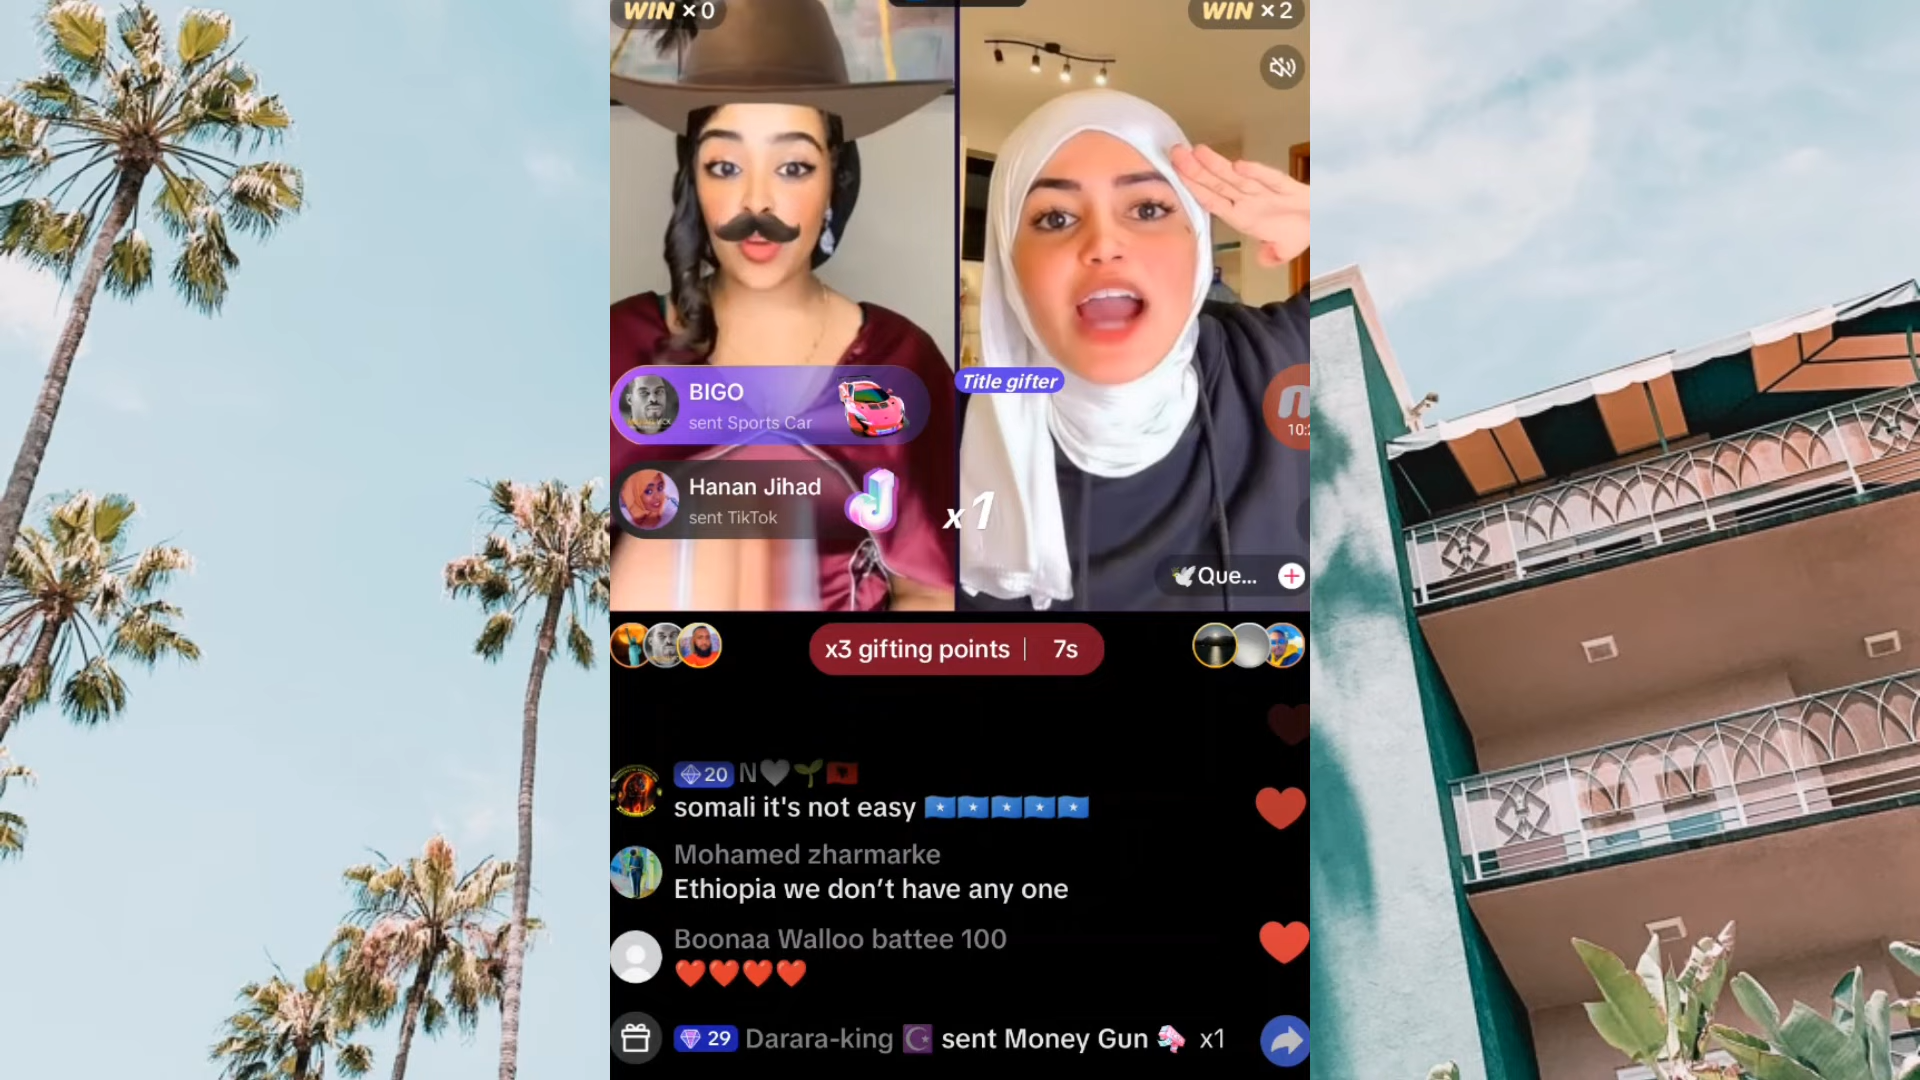 WIN × 0
WIN × 2
BIGO
sent Sports Car
Title gifter
10:2
Hanan Jihad
sent TikTok
x1
Que...
x3 gifting points | 7s
20 N
somali it's not easy
Mohamed zharmarke
Ethiopia we don’t have any one
Boonaa Walloo battee 100
29 Darara-king sent Money Gun x1